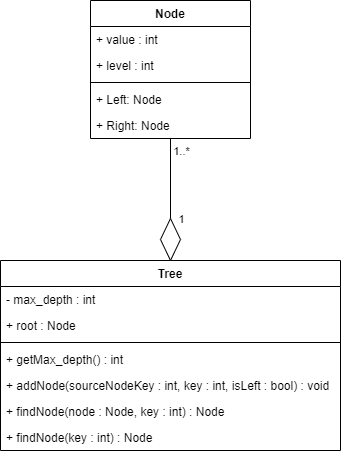 Node
+ value : int
+ level : int
+ Left: Node
+ Right: Node
1..*
1
Tree
- max_depth : int
+ root : Node
+ getMax_depth() : int
+ addNode(sourceNodeKey : int, key : int, isLeft : bool) : void
+ findNode(node : Node, key : int) : Node
+ findNode(key : int) : Node